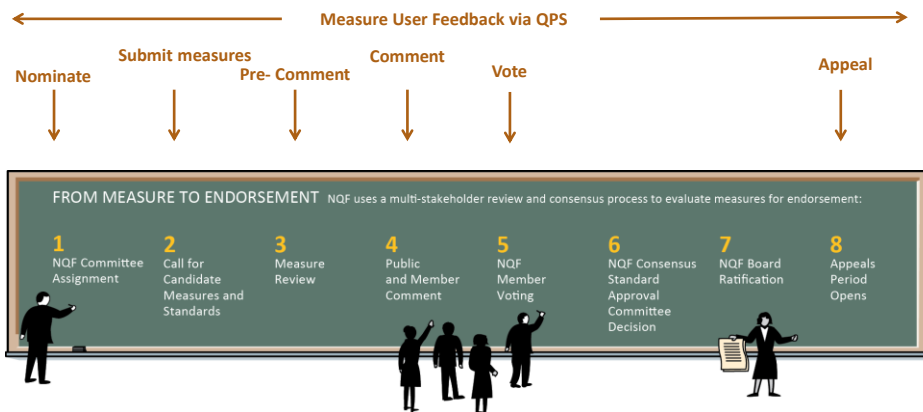 Measure User Feedback via QPS
Nominate
Submit measures
Pre- Comment
Comment
Vote
Appeal
FROM MEASURE TO ENDORSEMENT NQF uses a multi-stakeholder review and consensus process to evaluate measures for endorsement:
1
NQF Committee
Assignment
2
Call for
Candidate
Measures and
Standards
3
Measure
Review
4
Public
and Member
Comment
5
NQF
Member
Voting
6
NQF Consensus
Standard
Approval
Committee
Decision
7
NQF Board
Ratification
8
Appeals
Period
Opens